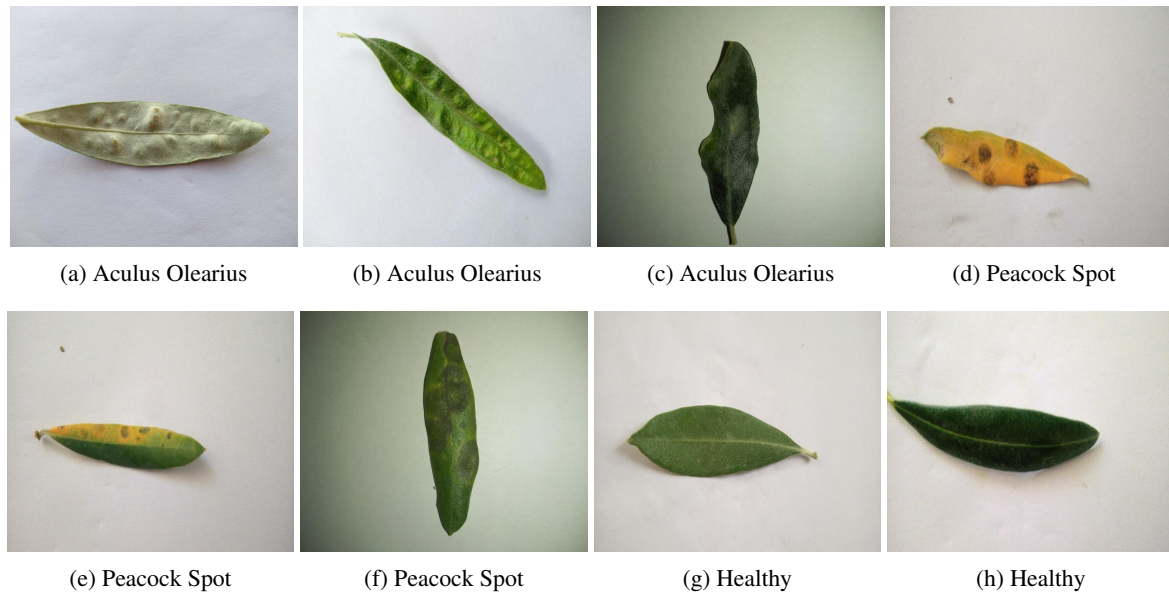 (a) Aculus Olearius
(b) Aculus Olearius
(c) Aculus Olearius
(d) Peacock Spot
(e) Peacock Spot
(f) Peacock Spot
(g) Healthy
(h) Healthy